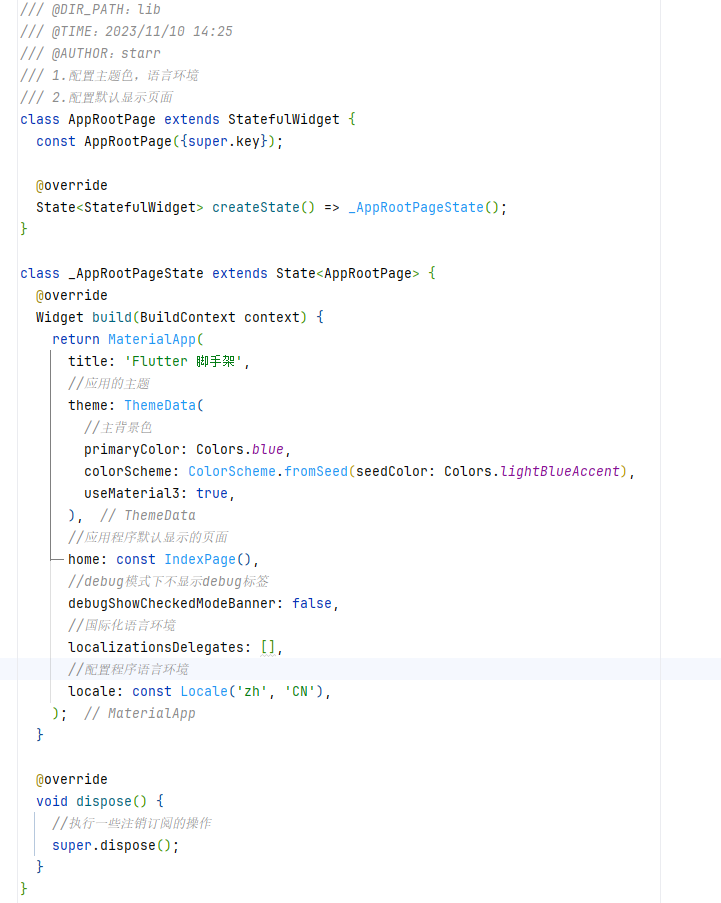 /// @DIR_PATH：lib
/// @TIME：2023/11/10 14:25
/// @AUTHOR：starr
/// 1.配置主题色，语言环境
/// 2.配置默认显示页面
class AppRootPage extends StatefulWidget {
  const AppRootPage({super.key});

  @override
  State<StatefulWidget> createState() => _AppRootPageState();
}

class _AppRootPageState extends State<AppRootPage> {
  @override
  Widget build(BuildContext context) {
    return MaterialApp(
      title: 'Flutter 脚手架',
      //应用的主题
      theme: ThemeData(
        //主背景色
        primaryColor: Colors.blue,
        colorScheme: ColorScheme.fromSeed(seedColor: Colors.lightBlueAccent),
        useMaterial3: true,
      ),  // ThemeData
      //应用程序默认显示的页面
      home: const IndexPage(),
      //debug模式下不显示debug标签
      debugShowCheckedModeBanner: false,
      //国际化语言环境
      localizationsDelegates: [],
      //配置程序语言环境
      locale: const Locale('zh', 'CN'),
    );  // MaterialApp
  }

  @override
  void dispose() {
    //执行一些注销订阅的操作
    super.dispose();
  }
}